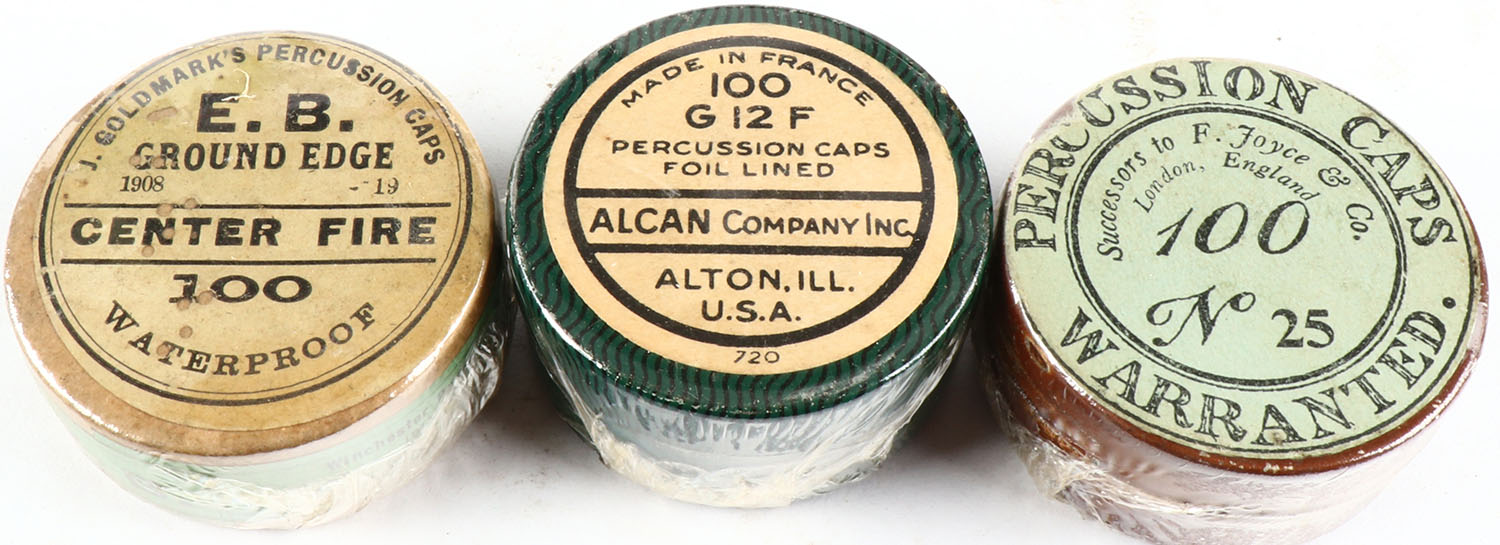 J. GOLDMARK'S PERCUSSION CAPS
E. B.
GROUND EDGE
1908 - -19
CENTER FIRE
100
WATERPROOF
Winchester
MADE IN FRANCE
100
G 12 F
PERCUSSION CAPS
FOIL LINED
ALCAN COMPANY INC.
ALTON, ILL.
U.S.A.
720
PERCUSSION CAPS
Successors to F. Joyce & Co.
London, England
100
No 25
WARRANTED.